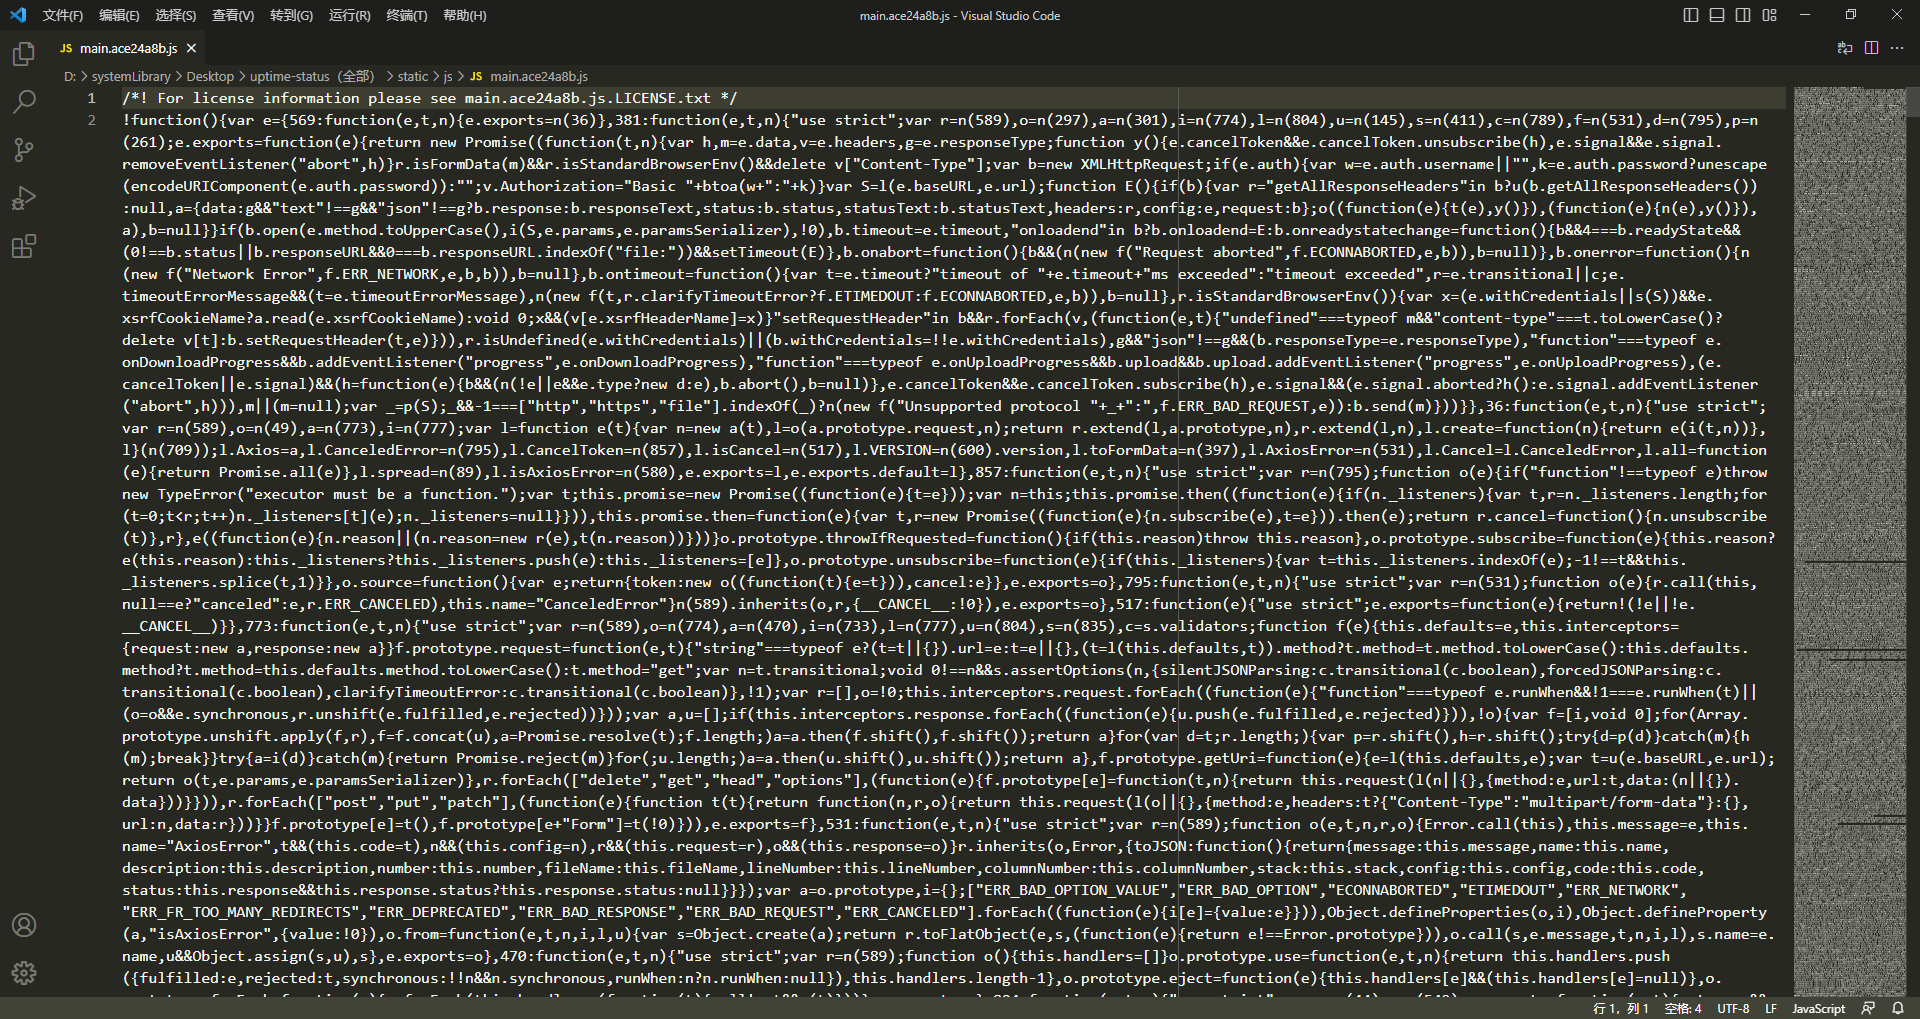 文件(F) 编辑(E) 选择(S) 查看(V) 转到(G) 运行(R) 终端(T) 帮助(H) main.ace24a8b.js - Visual Studio Code
JS main.ace24a8b.js
D: > systemLibrary > Desktop > uptime-status (全部) > static > js > JS main.ace24a8b.js
1 /*! For license information please see main.ace24a8b.js.LICENSE.txt */
2 !function(){var e={569:function(e,t,n){e.exports=n(36)},381:function(e,t,n){"use strict";var r=n(589),o=n(297),a=n(301),i=n(774),l=n(804),u=n(145),s=n(411),c=n(789),f=n(531),d=n(795),p=n
(261);e.exports=function(e){return new Promise((function(t,n){var h,m=e.data,v=e.headers,g=e.responseType;function y(){e.cancelToken&&e.cancelToken.unsubscribe(h),e.signal&&e.signal.
removeEventListener("abort",h)}r.isFormData(m)&&r.isStandardBrowserEnv()&&delete v["Content-Type"];var b=new XMLHttpRequest;if(e.auth){var w=e.auth.username||"",k=e.auth.password?unescape
(encodeURIComponent(e.auth.password)):"";v.Authorization="Basic "+btoa(w+":"+k)}var S=l(e.baseURL,e.url);function E(){if(b){var r="getAllResponseHeaders"in b?u(b.getAllResponseHeaders())
:null,a={data:g&&"text"!==g&&"json"!==g?b.response:b.responseText,status:b.status,statusText:b.statusText,headers:r,config:e,request:b};o((function(e){t(e),y()}),(function(e){n(e),y()}),
a),b=null}}if(b.open(e.method.toUpperCase(),i(S,e.params,e.paramsSerializer),!0),b.timeout=e.timeout,"onloadend"in b?b.onloadend=E:b.onreadystatechange=function(){b&&4===b.readyState&&
(0!==b.status||b.responseURL&&0===b.responseURL.indexOf("file:"))&&setTimeout(E)},b.onabort=function(){b&&(n(new f("Request aborted",f.ECONNABORTED,e,b)),b=null)},b.onerror=function(){n
(new f("Network Error",f.ERR_NETWORK,e,b,b)),b=null},b.ontimeout=function(){var t=e.timeout?"timeout of "+e.timeout+"ms exceeded":"timeout exceeded",r=e.transitional||c;e.
timeoutErrorMessage&&(t=e.timeoutErrorMessage),n(new f(t,r.clarifyTimeoutError?f.ETIMEDOUT:f.ECONNABORTED,e,b)),b=null},r.isStandardBrowserEnv()){var x=(e.withCredentials||s(S))&&e.
xsrfCookieName?a.read(e.xsrfCookieName):void 0;x&&(v[e.xsrfHeaderName]=x)}"setRequestHeader"in b&&r.forEach(v,(function(e,t){"undefined"===typeof m&&"content-type"===t.toLowerCase()?
delete v[t]:b.setRequestHeader(t,e)})),r.isUndefined(e.withCredentials)||(b.withCredentials=!!e.withCredentials),g&&"json"!==g&&(b.responseType=e.responseType),"function"===typeof e.
onDownloadProgress&&b.addEventListener("progress",e.onDownloadProgress),"function"===typeof e.onUploadProgress&&b.upload&&b.upload.addEventListener("progress",e.onUploadProgress),(e.
cancelToken||e.signal)&&(h=function(e){b&&(n(!e||e&&e.type?new d:e),b.abort(),b=null)},e.cancelToken&&e.cancelToken.subscribe(h),e.signal&&(e.signal.aborted?h():e.signal.addEventListener
("abort",h))),m||(m=null);var _=p(S);_&&-1===["http","https","file"].indexOf(_)?n(new f("Unsupported protocol "+_+":",f.ERR_BAD_REQUEST,e)):b.send(m)}))}},36:function(e,t,n){"use strict";
var r=n(589),o=n(49),a=n(773),i=n(777);var l=function e(t){var n=new a(t),l=o(a.prototype.request,n);return r.extend(l,a.prototype,n),r.extend(l,n),l.create=function(n){return e(i(t,n))},
l}(n(709));l.Axios=a,l.CanceledError=n(795),l.CancelToken=n(857),l.isCancel=n(517),l.VERSION=n(600).version,l.toFormData=n(397),l.AxiosError=n(531),l.Cancel=l.CanceledError,l.all=function
(e){return Promise.all(e)},l.spread=n(89),l.isAxiosError=n(580),e.exports=l,e.exports.default=l},857:function(e,t,n){"use strict";var r=n(795);function o(e){if("function"!==typeof e)throw
new TypeError("executor must be a function.");var t;this.promise=new Promise((function(e){t=e}));var n=this;this.promise.then((function(e){if(n._listeners){var t,r=n._listeners.length;for
(t=0;t<r;t++)n._listeners[t](e);n._listeners=null}})),this.promise.then=function(e){var t,r=new Promise((function(e){n.subscribe(e),t=e})).then(e);return r.cancel=function(){n.unsubscribe
(t)},r},e((function(e){n.reason||(n.reason=new r(e),t(n.reason))}))}o.prototype.throwIfRequested=function(){if(this.reason)throw this.reason},o.prototype.subscribe=function(e){this.reason?
e(this.reason):this._listeners?this._listeners.push(e):this._listeners=[e]},o.prototype.unsubscribe=function(e){if(this._listeners){var t=this._listeners.indexOf(e);-1!==t&&this.
_listeners.splice(t,1)}},o.source=function(){var e;return{token:new o((function(t){e=t})),cancel:e}},e.exports=o},795:function(e,t,n){"use strict";var r=n(531);function o(e){r.call(this,
null==e?"canceled":e,r.ERR_CANCELED),this.name="CanceledError"}n(589).inherits(o,r,{__CANCEL__:!0}),e.exports=o},517:function(e){"use strict";e.exports=function(e){return!(!e||!e.
__CANCEL__)}},773:function(e,t,n){"use strict";var r=n(589),o=n(774),a=n(470),i=n(733),l=n(777),u=n(804),s=n(835),c=s.validators;function f(e){this.defaults=e,this.interceptors=
{request:new a,response:new a}}f.prototype.request=function(e,t){"string"===typeof e?(t=t||{}).url=e:t=e||{},(t=l(this.defaults,t)).method?t.method=t.method.toLowerCase():this.defaults.
method?t.method=this.defaults.method.toLowerCase():t.method="get";var n=t.transitional;void 0!==n&&s.assertOptions(n,{silentJSONParsing:c.transitional(c.boolean),forcedJSONParsing:c.
transitional(c.boolean),clarifyTimeoutError:c.transitional(c.boolean)},!1);var r=[],o=!0;this.interceptors.request.forEach((function(e){"function"===typeof e.runWhen&&!1===e.runWhen(t)||
(o=o&&e.synchronous,r.unshift(e.fulfilled,e.rejected))}));var a,u=[];if(this.interceptors.response.forEach((function(e){u.push(e.fulfilled,e.rejected)})),!o){var f=[i,void 0];for(Array.
prototype.unshift.apply(f,r),f=f.concat(u),a=Promise.resolve(t);f.length;)a=a.then(f.shift(),f.shift());return a}for(var d=t;r.length;){var p=r.shift(),h=r.shift();try{d=p(d)}catch(m){h
(m);break}}try{a=i(d)}catch(m){return Promise.reject(m)}for(;u.length;)a=a.then(u.shift(),u.shift());return a},f.prototype.getUri=function(e){e=l(this.defaults,e);var t=u(e.baseURL,e.url);
return o(t,e.params,e.paramsSerializer)},r.forEach(["delete","get","head","options"],(function(e){f.prototype[e]=function(t,n){return this.request(l(n||{},{method:e,url:t,data:(n||{}).
data}))}})),r.forEach(["post","put","patch"],(function(e){function t(t){return function(n,r,o){return this.request(l(o||{},{method:e,headers:t?{"Content-Type":"multipart/form-data"}:{},
url:n,data:r}))}}f.prototype[e]=t(),f.prototype[e+"Form"]=t(!0)})),e.exports=f},531:function(e,t,n){"use strict";var r=n(589);function o(e,t,n,r,o){Error.call(this),this.message=e,this.
name="AxiosError",t&&(this.code=t),n&&(this.config=n),r&&(this.request=r),o&&(this.response=o)}r.inherits(o,Error,{toJSON:function(){return{message:this.message,name:this.name,
description:this.description,number:this.number,fileName:this.fileName,lineNumber:this.lineNumber,columnNumber:this.columnNumber,stack:this.stack,config:this.config,code:this.code,
status:this.response&&this.response.status?this.response.status:null}}});var a=o.prototype,i={};["ERR_BAD_OPTION_VALUE","ERR_BAD_OPTION","ECONNABORTED","ETIMEDOUT","ERR_NETWORK",
"ERR_FR_TOO_MANY_REDIRECTS","ERR_DEPRECATED","ERR_BAD_RESPONSE","ERR_BAD_REQUEST","ERR_CANCELED"].forEach((function(e){i[e]={value:e}})),Object.defineProperties(o,i),Object.defineProperty
(a,"isAxiosError",{value:!0}),o.from=function(e,t,n,i,l,u){var s=Object.create(a);return r.toFlatObject(e,s,(function(e){return e!==Error.prototype})),o.call(s,e.message,t,n,i,l),s.name=e.
name,u&&Object.assign(s,u),s},e.exports=o},470:function(e,t,n){"use strict";var r=n(589);function o(){this.handlers=[]}o.prototype.use=function(e,t,n){return this.handlers.push
({fulfilled:e,rejected:t,synchronous:!!n&&n.synchronous,runWhen:n?n.runWhen:null}),this.handlers.length-1},o.prototype.eject=function(e){this.handlers[e]&&(this.handlers[e]=null)},o.
行 1, 列 1 空格: 4 UTF-8 LF JavaScript